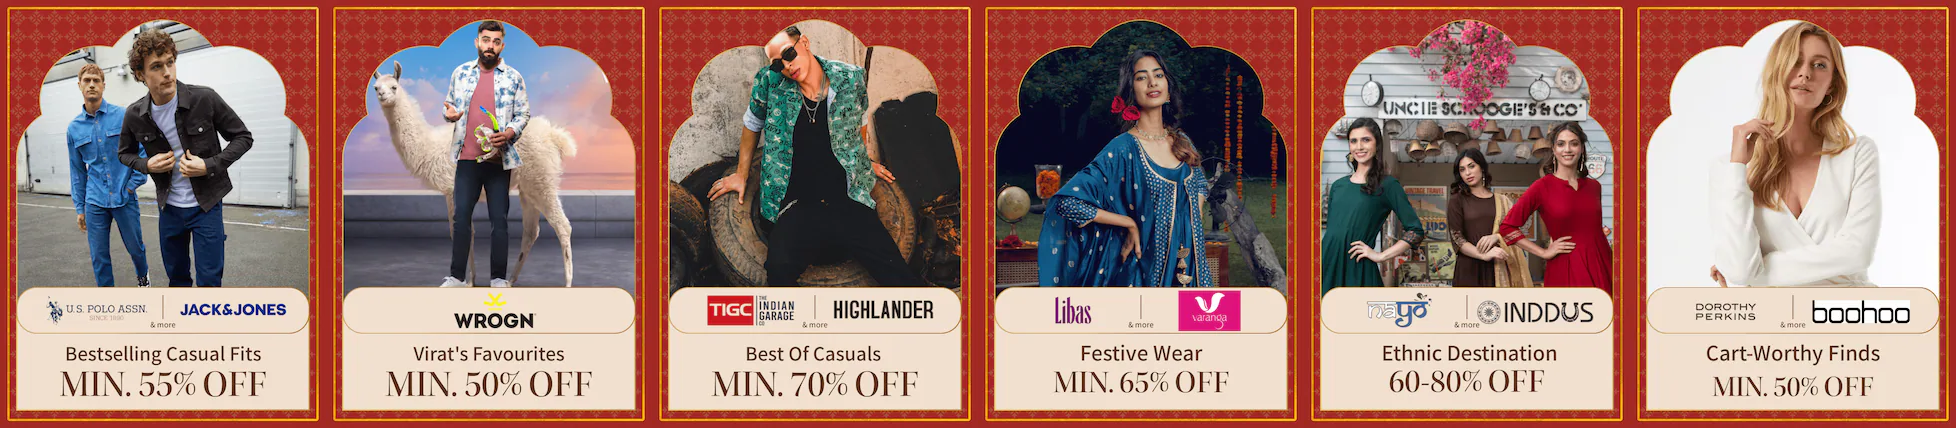 U.S. POLO ASSN.
SINCE 1890
JACK&JONES
& more
Bestselling Casual Fits
MIN. 55% OFF
WROGN
Virat's Favourites
MIN. 50% OFF
TIGC
THE
INDIAN
GARAGE
CO
HIGHLANDER
& more
Best Of Casuals
MIN. 70% OFF
Libas
varanga
& more
Festive Wear
MIN. 65% OFF
UNCLE SCROOGE'S & CO
nayo
INDDUS
& more
Ethnic Destination
60-80% OFF
DOROTHY
PERKINS
boohoo
& more
Cart-Worthy Finds
MIN. 50% OFF